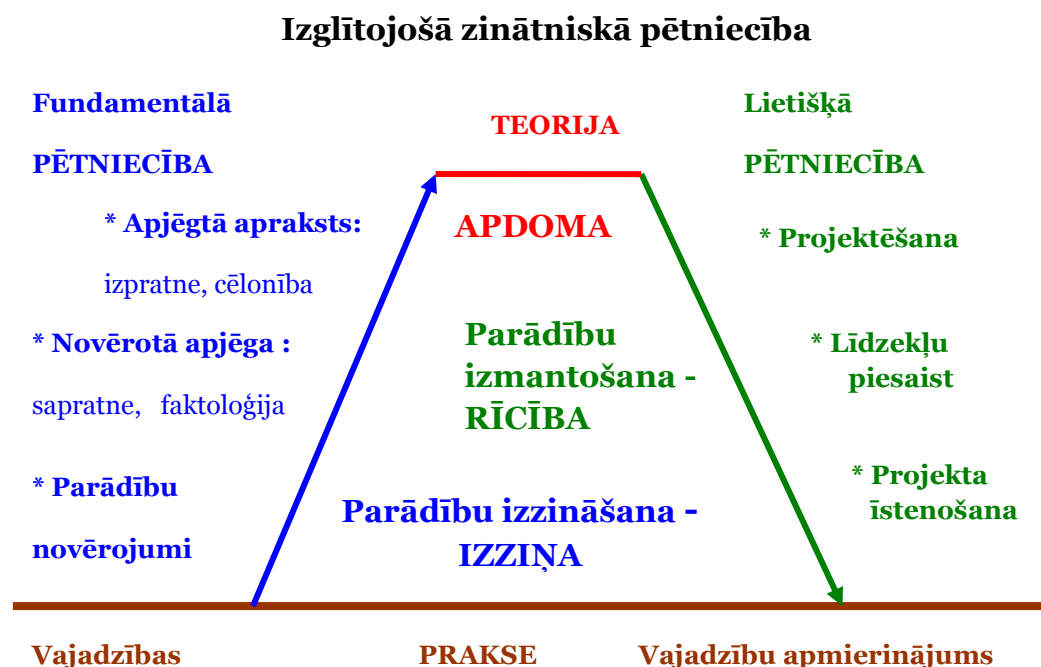 Izglītojošā zinātniskā pētniecība
Fundamentālā
PĒTNIECĪBA
* Apjēgtā apraksts:
izpratne, cēlonība
* Novērotā apjēga :
sapratne, faktoloģija
* Parādību
novērojumi
TEORIJA
APDOMA
Parādību
izmantošana -
RĪCĪBA
Parādību izzināšana -
IZZIŅA
Lietišķā
PĒTNIECĪBA
* Projektēšana
* Līdzekļu
piesaist
* Projekta
īstenošana
Vajadzības
PRAKSE
Vajadzību apmierinājums